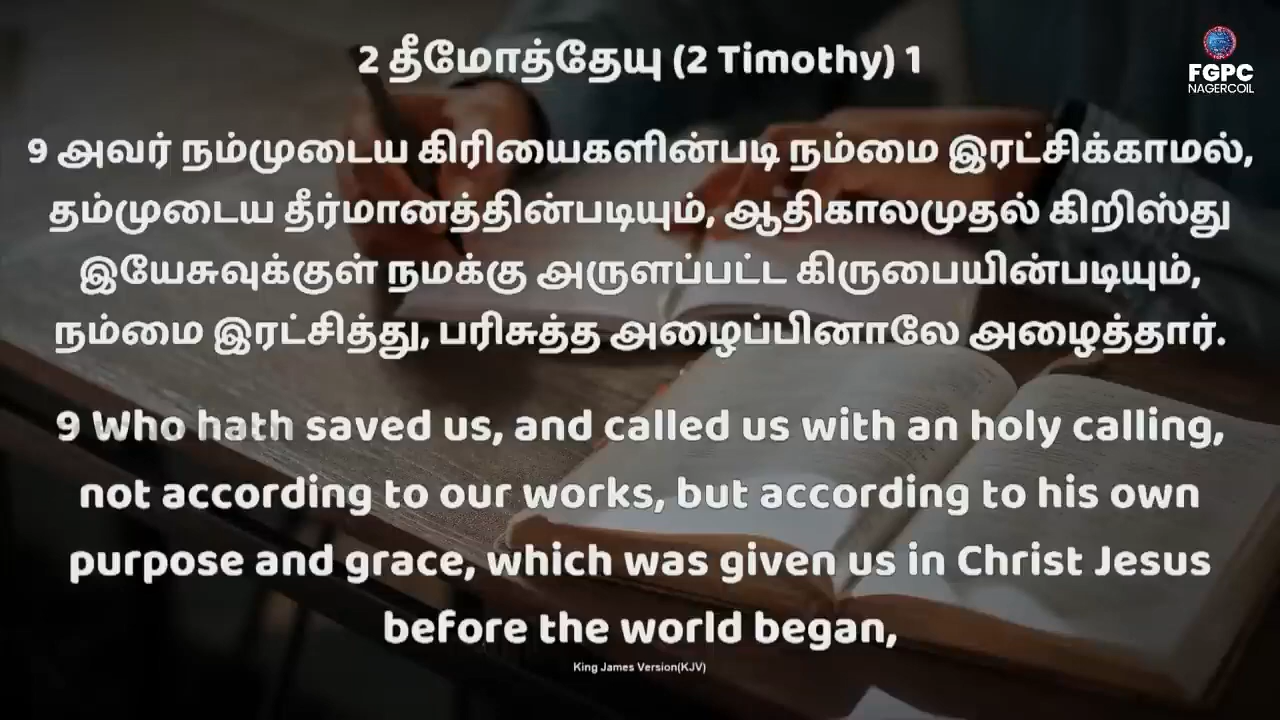 2 தீமோத்தேயு (2 Timothy) 1
FGPC
NAGERCOIL
9 அவர் நம்முடைய கிரியைகளின்படி நம்மை இரட்சிக்காமல்,
தம்முடைய தீர்மானத்தின்படியும், ஆதிகாலமுதல் கிறிஸ்து
இயேசுவுக்குள் நமக்கு அருளப்பட்ட கிருபையின்படியும்,
நம்மை இரட்சித்து, பரிசுத்த அழைப்பினாலே அழைத்தார்.
9 Who hath saved us, and called us with an holy calling,
not according to our works, but according to his own
purpose and grace, which was given us in Christ Jesus
before the world began,
King James Version(KJV)